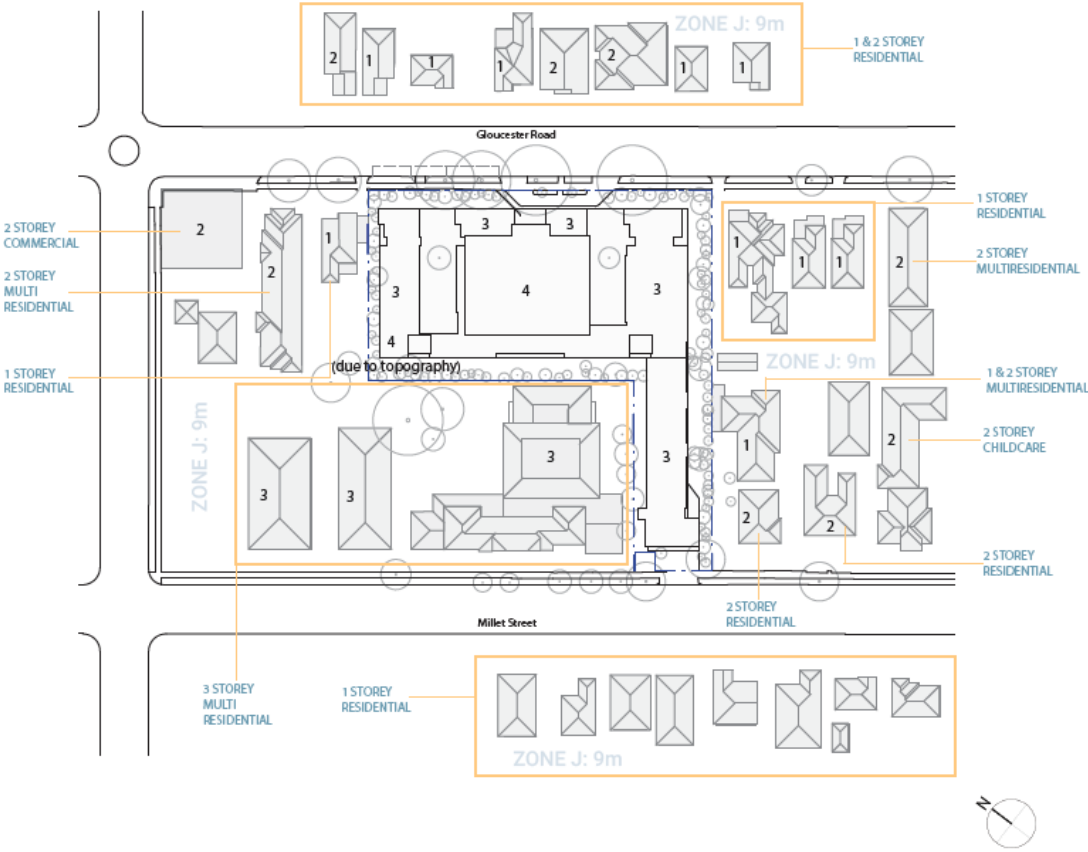 ZONE J: 9m
1 & 2 STOREY
RESIDENTIAL
2
1
1
1
2
2
1
1
Gloucester Road
2 STOREY
COMMERCIAL
2
2 STOREY
MULTI
RESIDENTIAL
2
1
1 STOREY
RESIDENTIAL
3
3
3
4
3
4
(due to topography)
1 STOREY
RESIDENTIAL
1
1
1
2
2 STOREY
MULTIRESIDENTIAL
ZONE J: 9m
1 & 2 STOREY
MULTIRESIDENTIAL
1
2
2 STOREY
CHILDCARE
ZONE J: 9m
3
3
3
3
2
2
2 STOREY
RESIDENTIAL
2 STOREY
RESIDENTIAL
Millet Street
3 STOREY
MULTI
RESIDENTIAL
1 STOREY
RESIDENTIAL
ZONE J: 9m
N